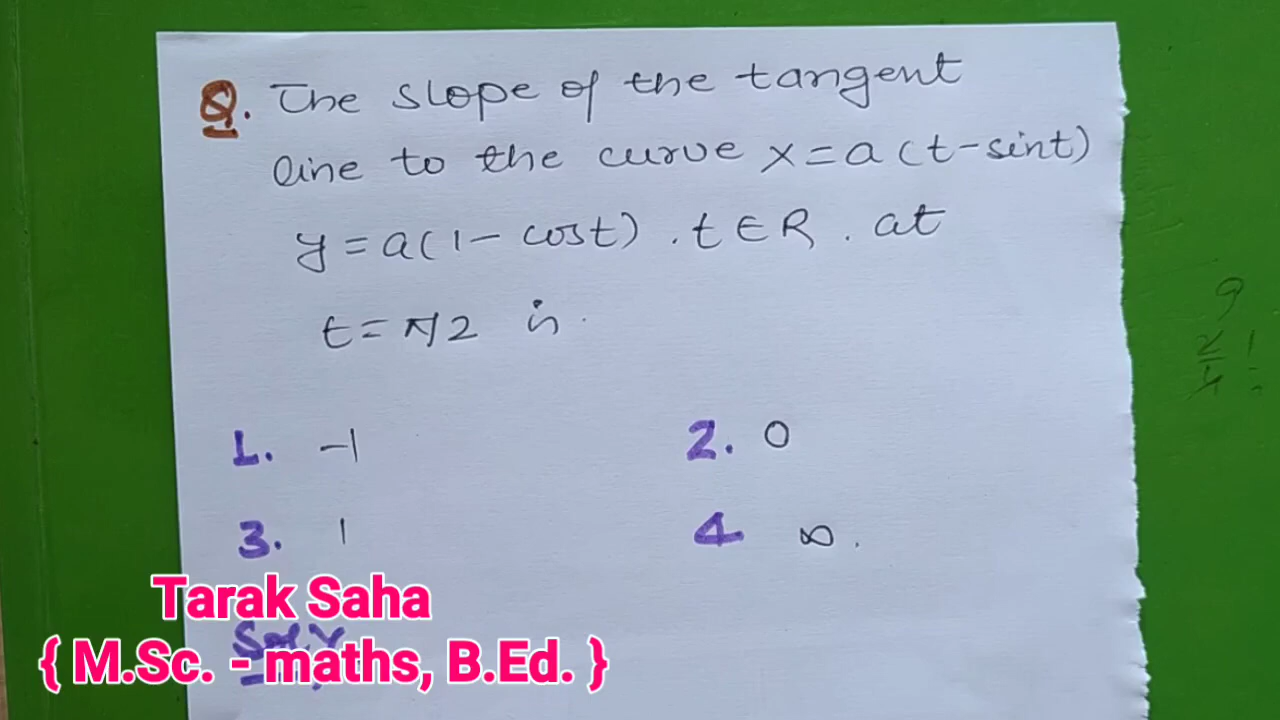 Q. The slope of the tangent
line to the curve x=a(t-sint)
y=a(1-cost). t∈R. at
t=π/2 is.
1. -1
2. 0
3. 1
4 ∞.
Tarak Saha
{ M.Sc. - maths, B.Ed. }